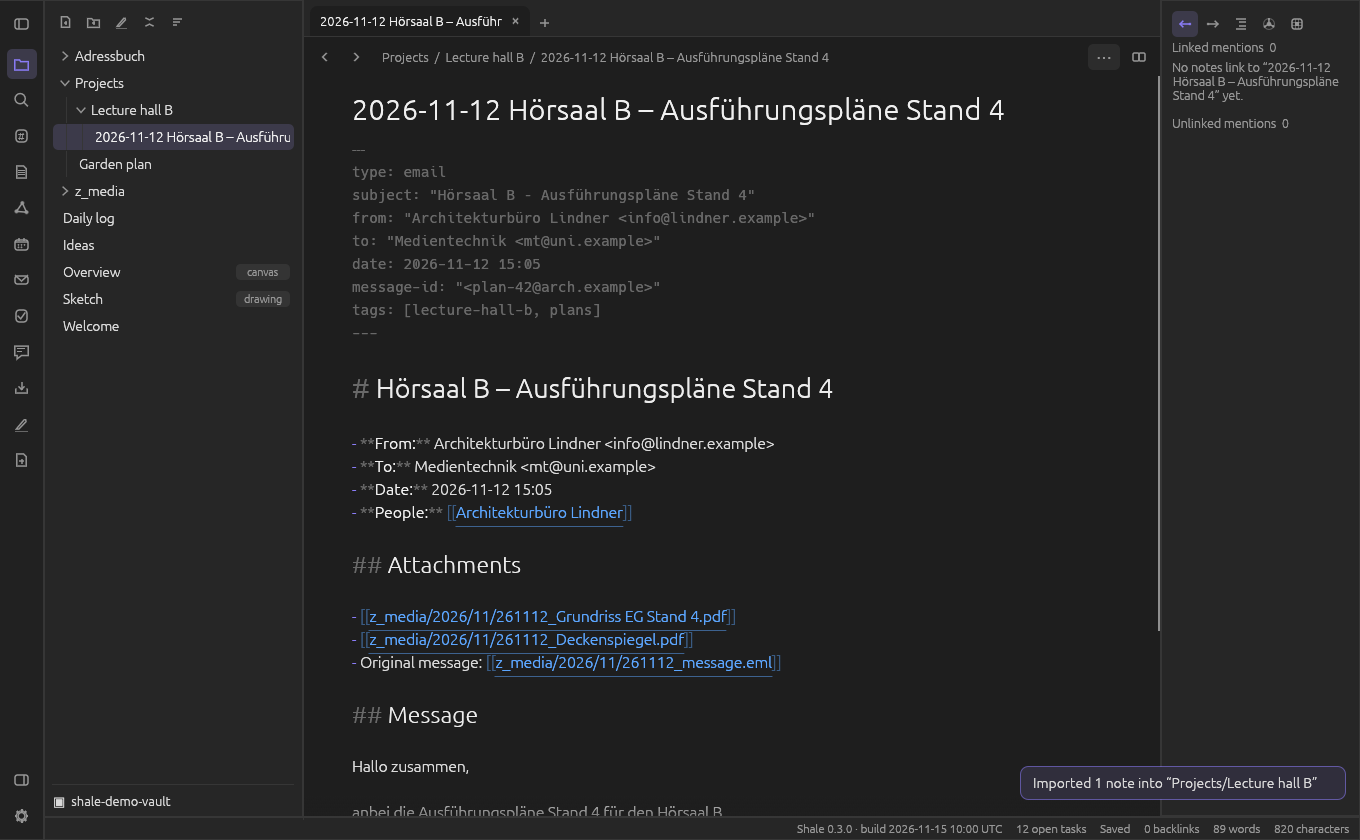 2026-11-12 Hörsaal B – Ausführ
Adressbuch
Projects
Lecture hall B
2026-11-12 Hörsaal B – Ausführu
Garden plan
z_media
Daily log
Ideas
Overview canvas
Sketch drawing
Welcome
shale-demo-vault
Projects / Lecture hall B / 2026-11-12 Hörsaal B – Ausführungspläne Stand 4
2026-11-12 Hörsaal B – Ausführungspläne Stand 4
---
type: email
subject: "Hörsaal B - Ausführungspläne Stand 4"
from: "Architekturbüro Lindner <info@lindner.example>"
to: "Medientechnik <mt@uni.example>"
date: 2026-11-12 15:05
message-id: "<plan-42@arch.example>"
tags: [lecture-hall-b, plans]
---
# Hörsaal B – Ausführungspläne Stand 4
- **From:** Architekturbüro Lindner <info@lindner.example>
- **To:** Medientechnik <mt@uni.example>
- **Date:** 2026-11-12 15:05
- **People:** [[Architekturbüro Lindner]]
## Attachments
- [[z_media/2026/11/261112_Grundriss EG Stand 4.pdf]]
- [[z_media/2026/11/261112_Deckenspiegel.pdf]]
- Original message: [[z_media/2026/11/261112_message.eml]]
## Message
Hallo zusammen,
anbei die Ausführungspläne Stand 4 für den Hörsaal B.
Linked mentions 0
No notes link to “2026-11-12
Hörsaal B – Ausführungspläne
Stand 4” yet.
Unlinked mentions 0
Imported 1 note into “Projects/Lecture hall B”
Shale 0.3.0 · build 2026-11-15 10:00 UTC 12 open tasks Saved 0 backlinks 89 words 820 characters